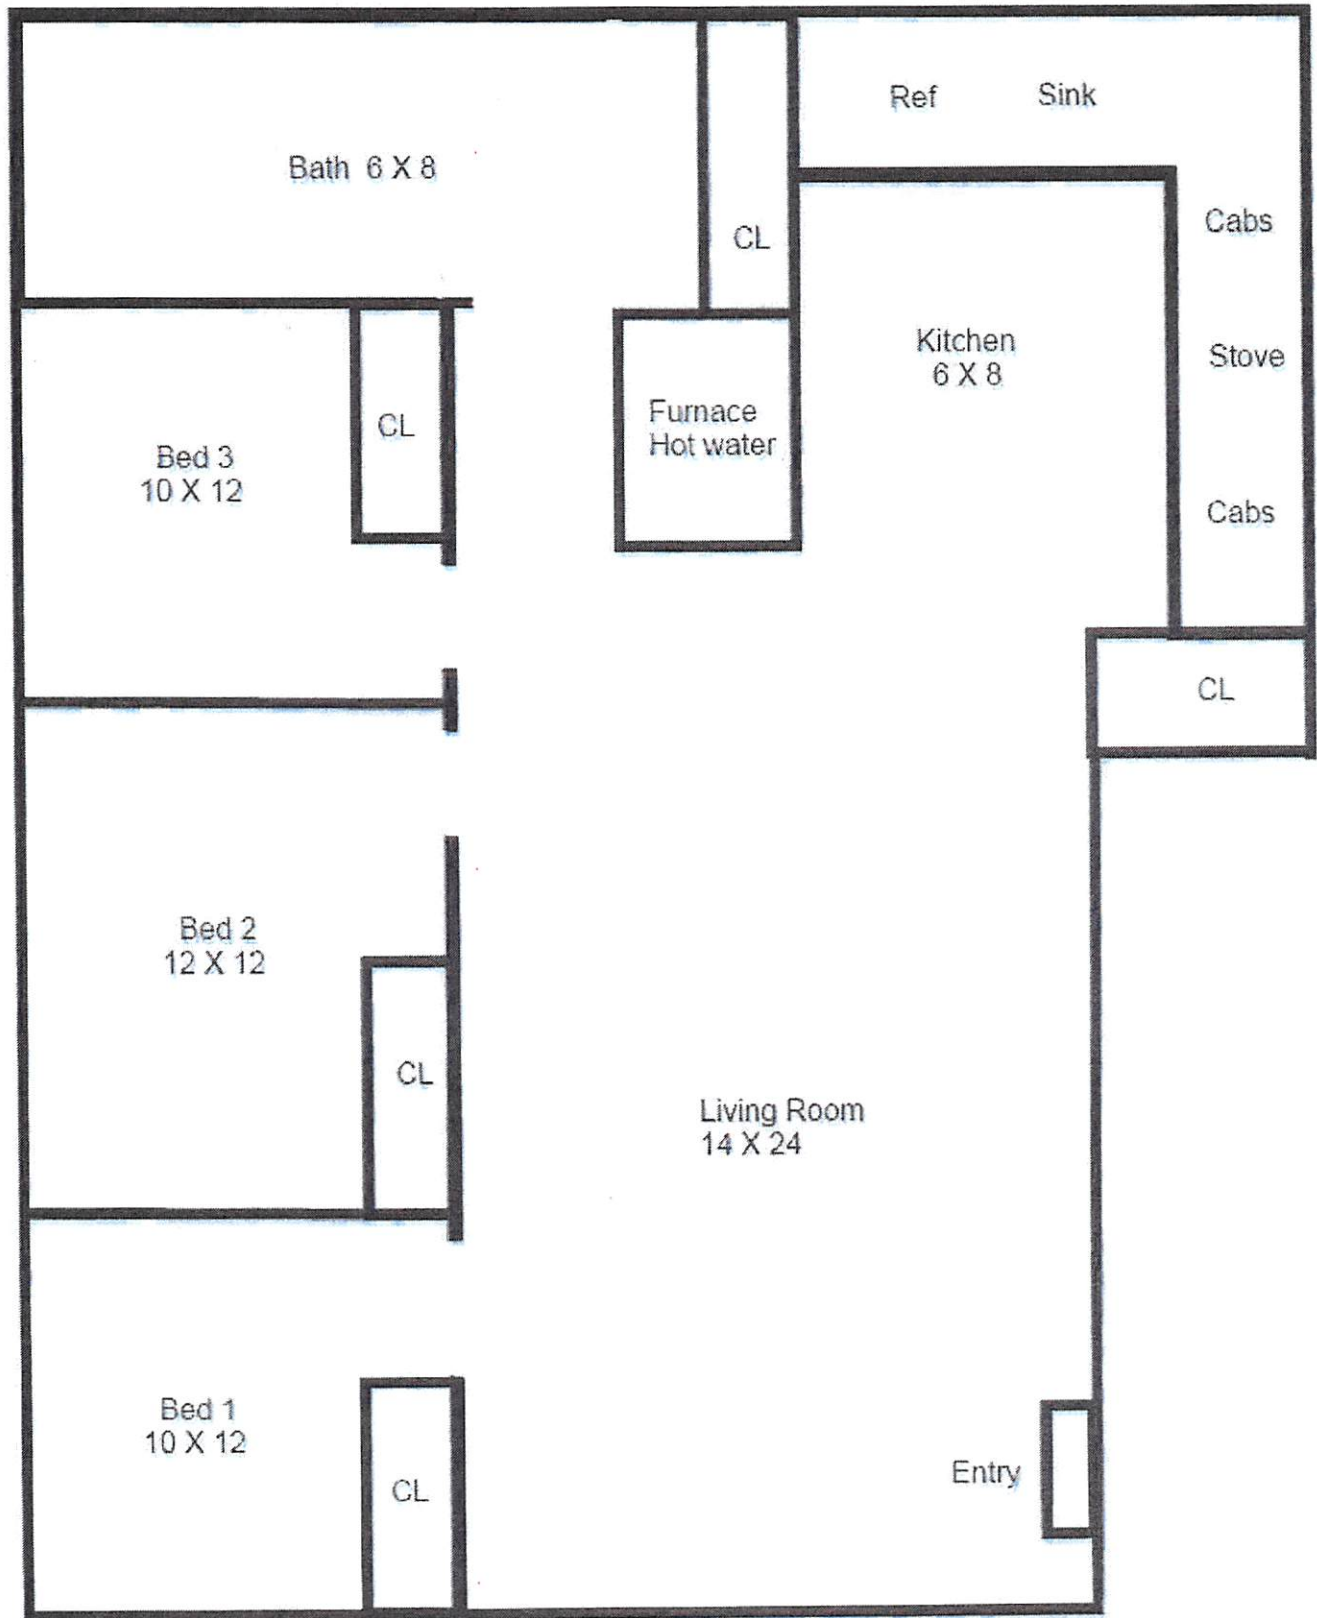 Ref Sink
Bath 6 X 8
Cabs
CL
Kitchen
6 X 8
Stove
Furnace
Hot water
CL
Bed 3
10 X 12
Cabs
CL
Bed 2
12 X 12
CL
Living Room
14 X 24
Bed 1
10 X 12
Entry
CL